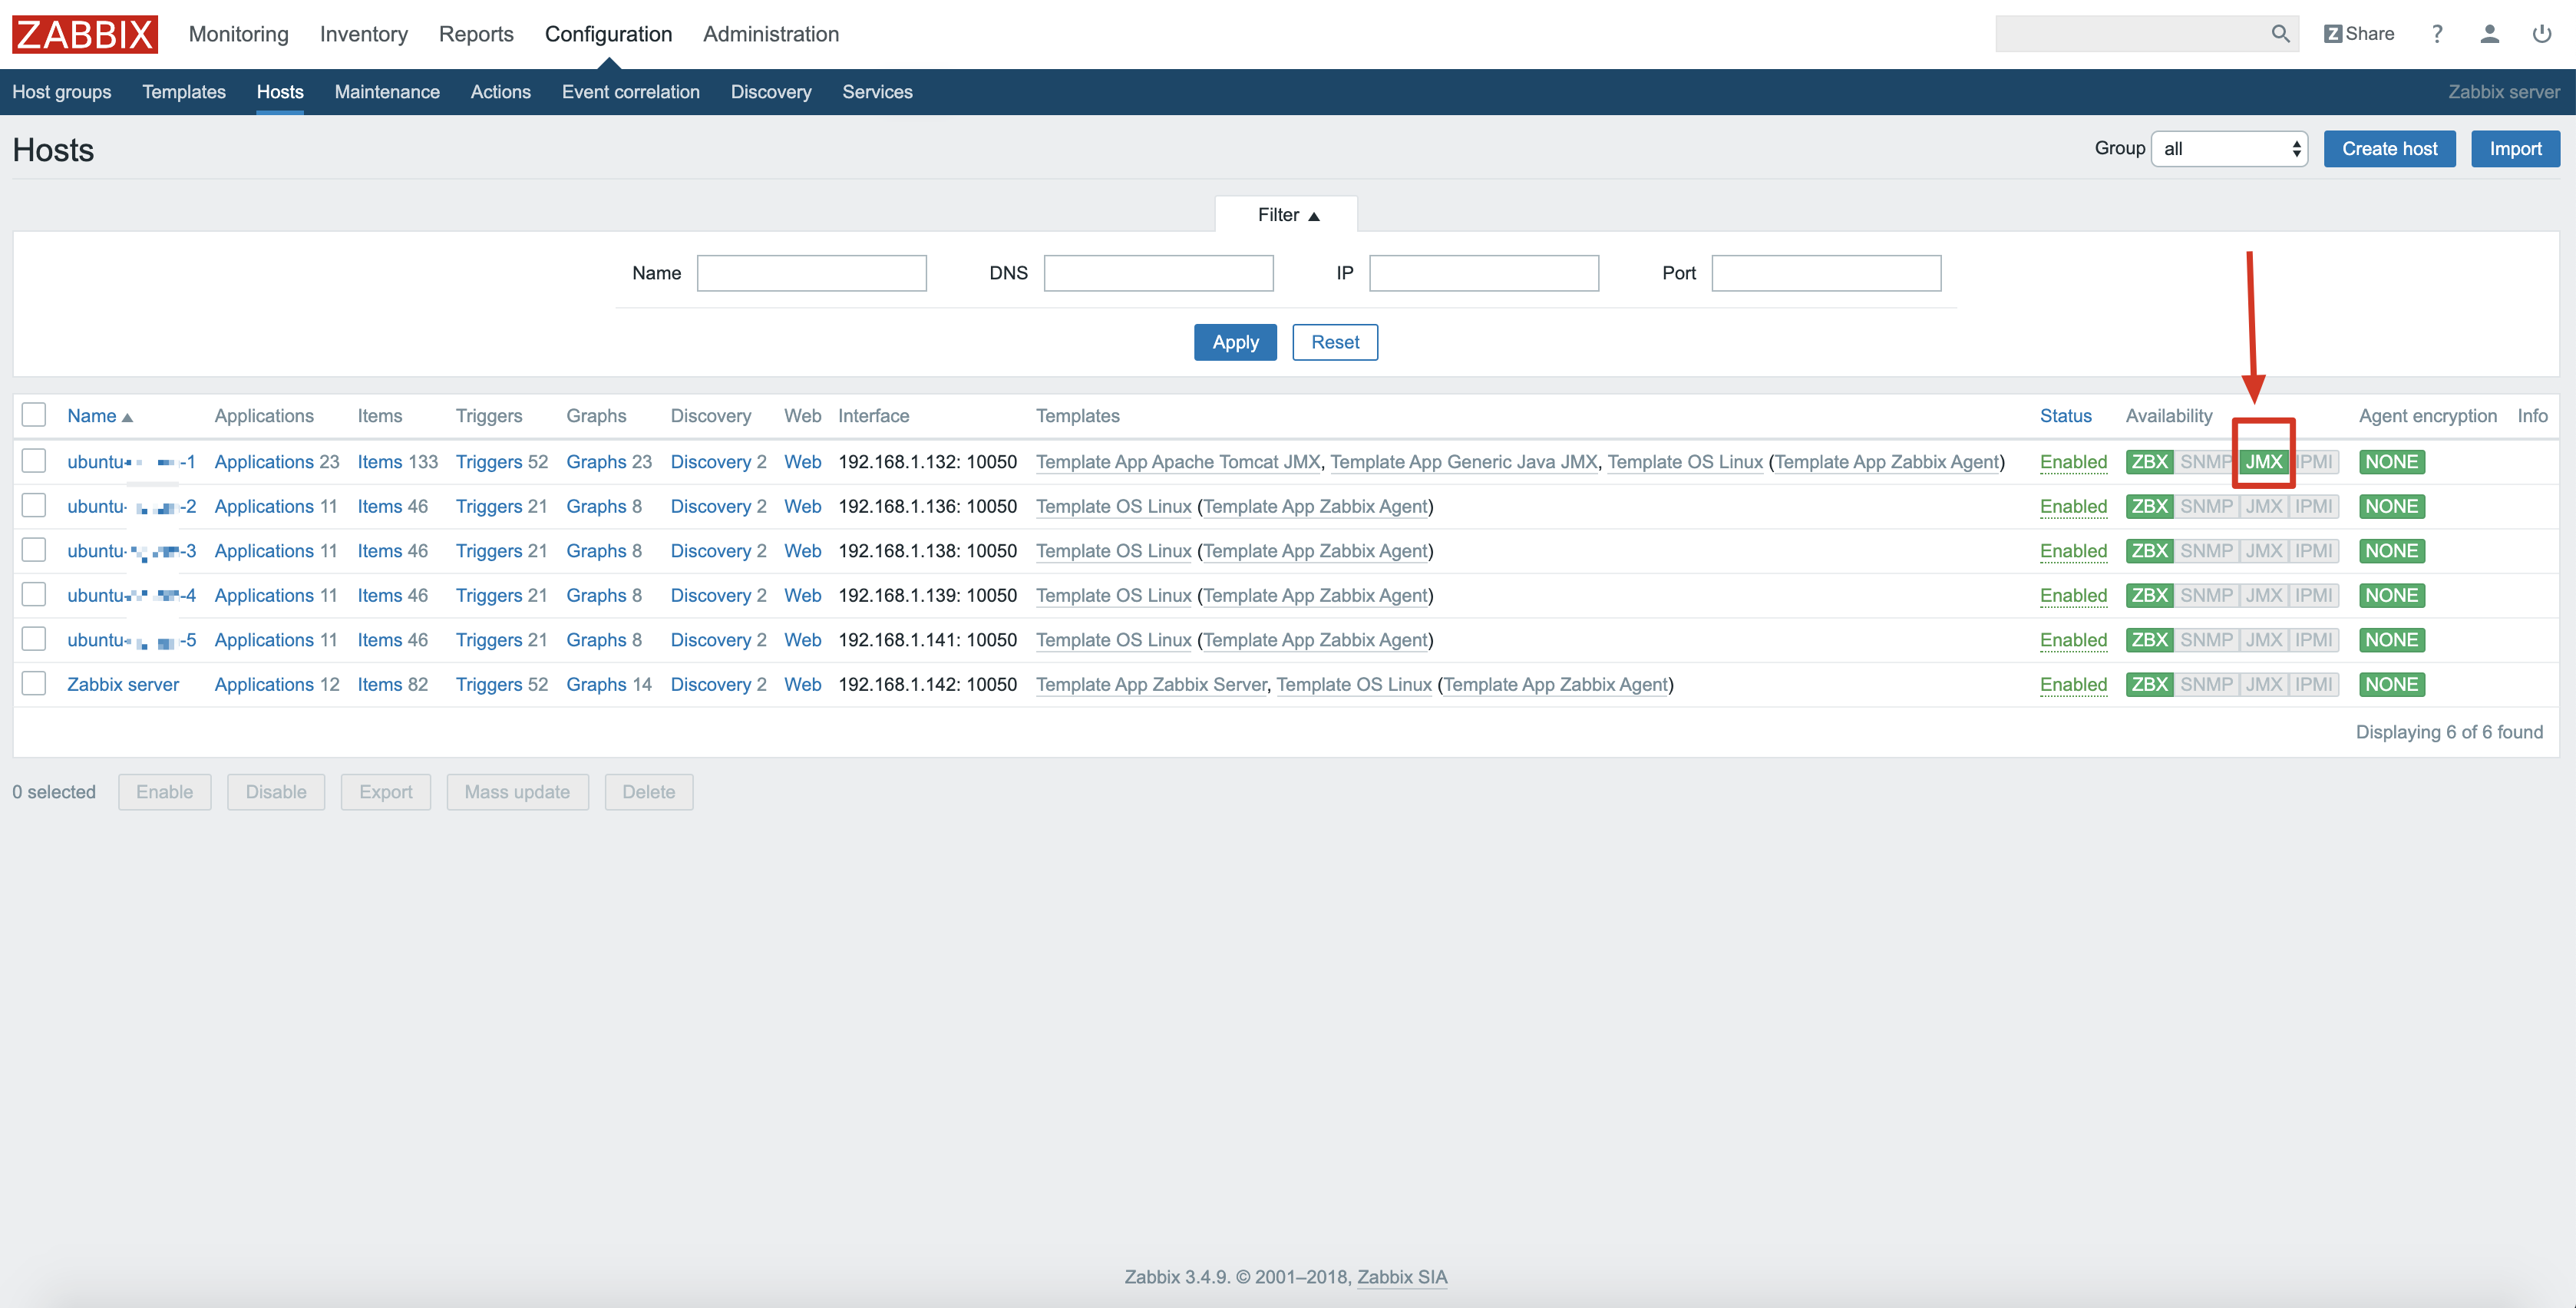 ZABBIX Monitoring Inventory Reports Configuration Administration Z Share ?
Host groups Templates Hosts Maintenance Actions Event correlation Discovery Services Zabbix server
Hosts Group all Create host Import
Filter ▲
Name DNS IP Port
Apply Reset
Name ▲ Applications Items Triggers Graphs Discovery Web Interface Templates Status Availability Agent encryption Info
ubuntu- -1 Applications 23 Items 133 Triggers 52 Graphs 23 Discovery 2 Web 192.168.1.132: 10050 Template App Apache Tomcat JMX, Template App Generic Java JMX, Template OS Linux (Template App Zabbix Agent) Enabled ZBX SNMP JMX IPMI NONE
ubuntu- -2 Applications 11 Items 46 Triggers 21 Graphs 8 Discovery 2 Web 192.168.1.136: 10050 Template OS Linux (Template App Zabbix Agent) Enabled ZBX SNMP JMX IPMI NONE
ubuntu- -3 Applications 11 Items 46 Triggers 21 Graphs 8 Discovery 2 Web 192.168.1.138: 10050 Template OS Linux (Template App Zabbix Agent) Enabled ZBX SNMP JMX IPMI NONE
ubuntu- -4 Applications 11 Items 46 Triggers 21 Graphs 8 Discovery 2 Web 192.168.1.139: 10050 Template OS Linux (Template App Zabbix Agent) Enabled ZBX SNMP JMX IPMI NONE
ubuntu- -5 Applications 11 Items 46 Triggers 21 Graphs 8 Discovery 2 Web 192.168.1.141: 10050 Template OS Linux (Template App Zabbix Agent) Enabled ZBX SNMP JMX IPMI NONE
Zabbix server Applications 12 Items 82 Triggers 52 Graphs 14 Discovery 2 Web 192.168.1.142: 10050 Template App Zabbix Server, Template OS Linux (Template App Zabbix Agent) Enabled ZBX SNMP JMX IPMI NONE
Displaying 6 of 6 found
0 selected Enable Disable Export Mass update Delete
Zabbix 3.4.9. © 2001–2018, Zabbix SIA